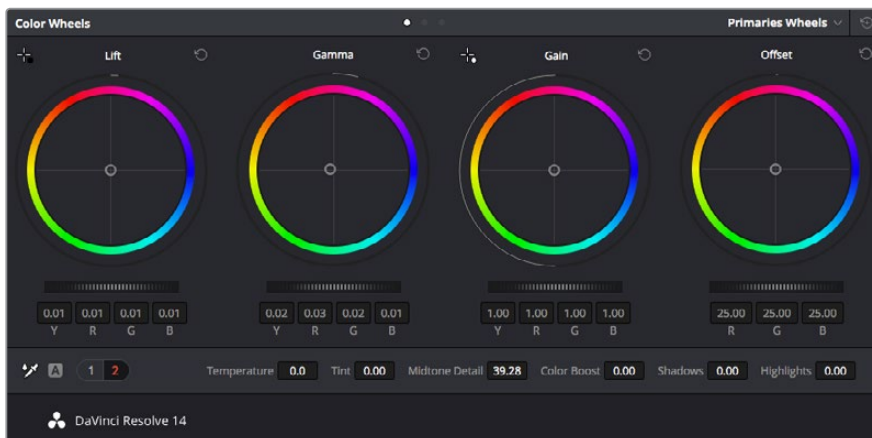 Color Wheels Primaries Wheels
Lift Gamma Gain Offset
0.01 0.01 0.01 0.01 0.02 0.03 0.02 0.01 1.00 1.00 1.00 1.00 25.00 25.00 25.00
Y R G B Y R G B Y R G B R G B
A 1 2 Temperature 0.0 Tint 0.00 Midtone Detail 39.28 Color Boost 0.00 Shadows 0.00 Highlights 0.00
DaVinci Resolve 14